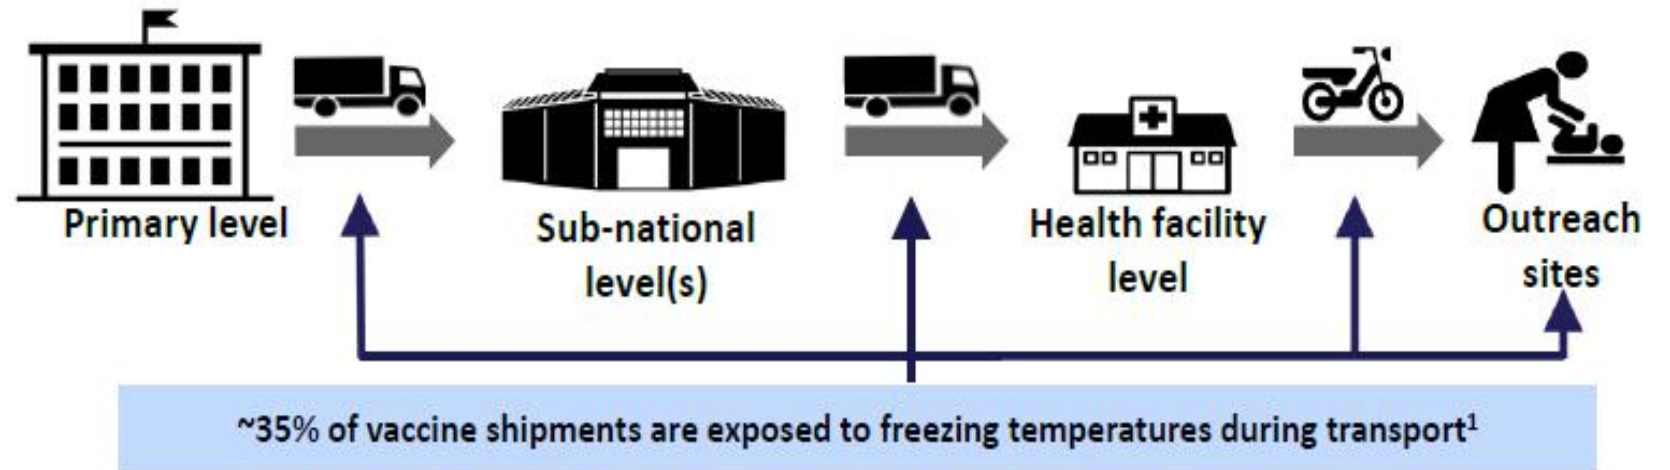 Primary level
Sub-national
level(s)
Health facility
level
Outreach
sites
~35% of vaccine shipments are exposed to freezing temperatures during transport¹